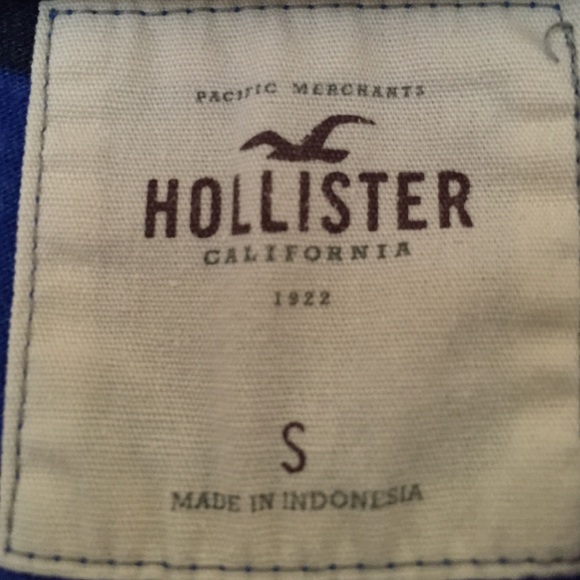 PACIFIC MERCHANTS
HOLLISTER
CALIFORNIA
1922
S
MADE IN INDONESIA